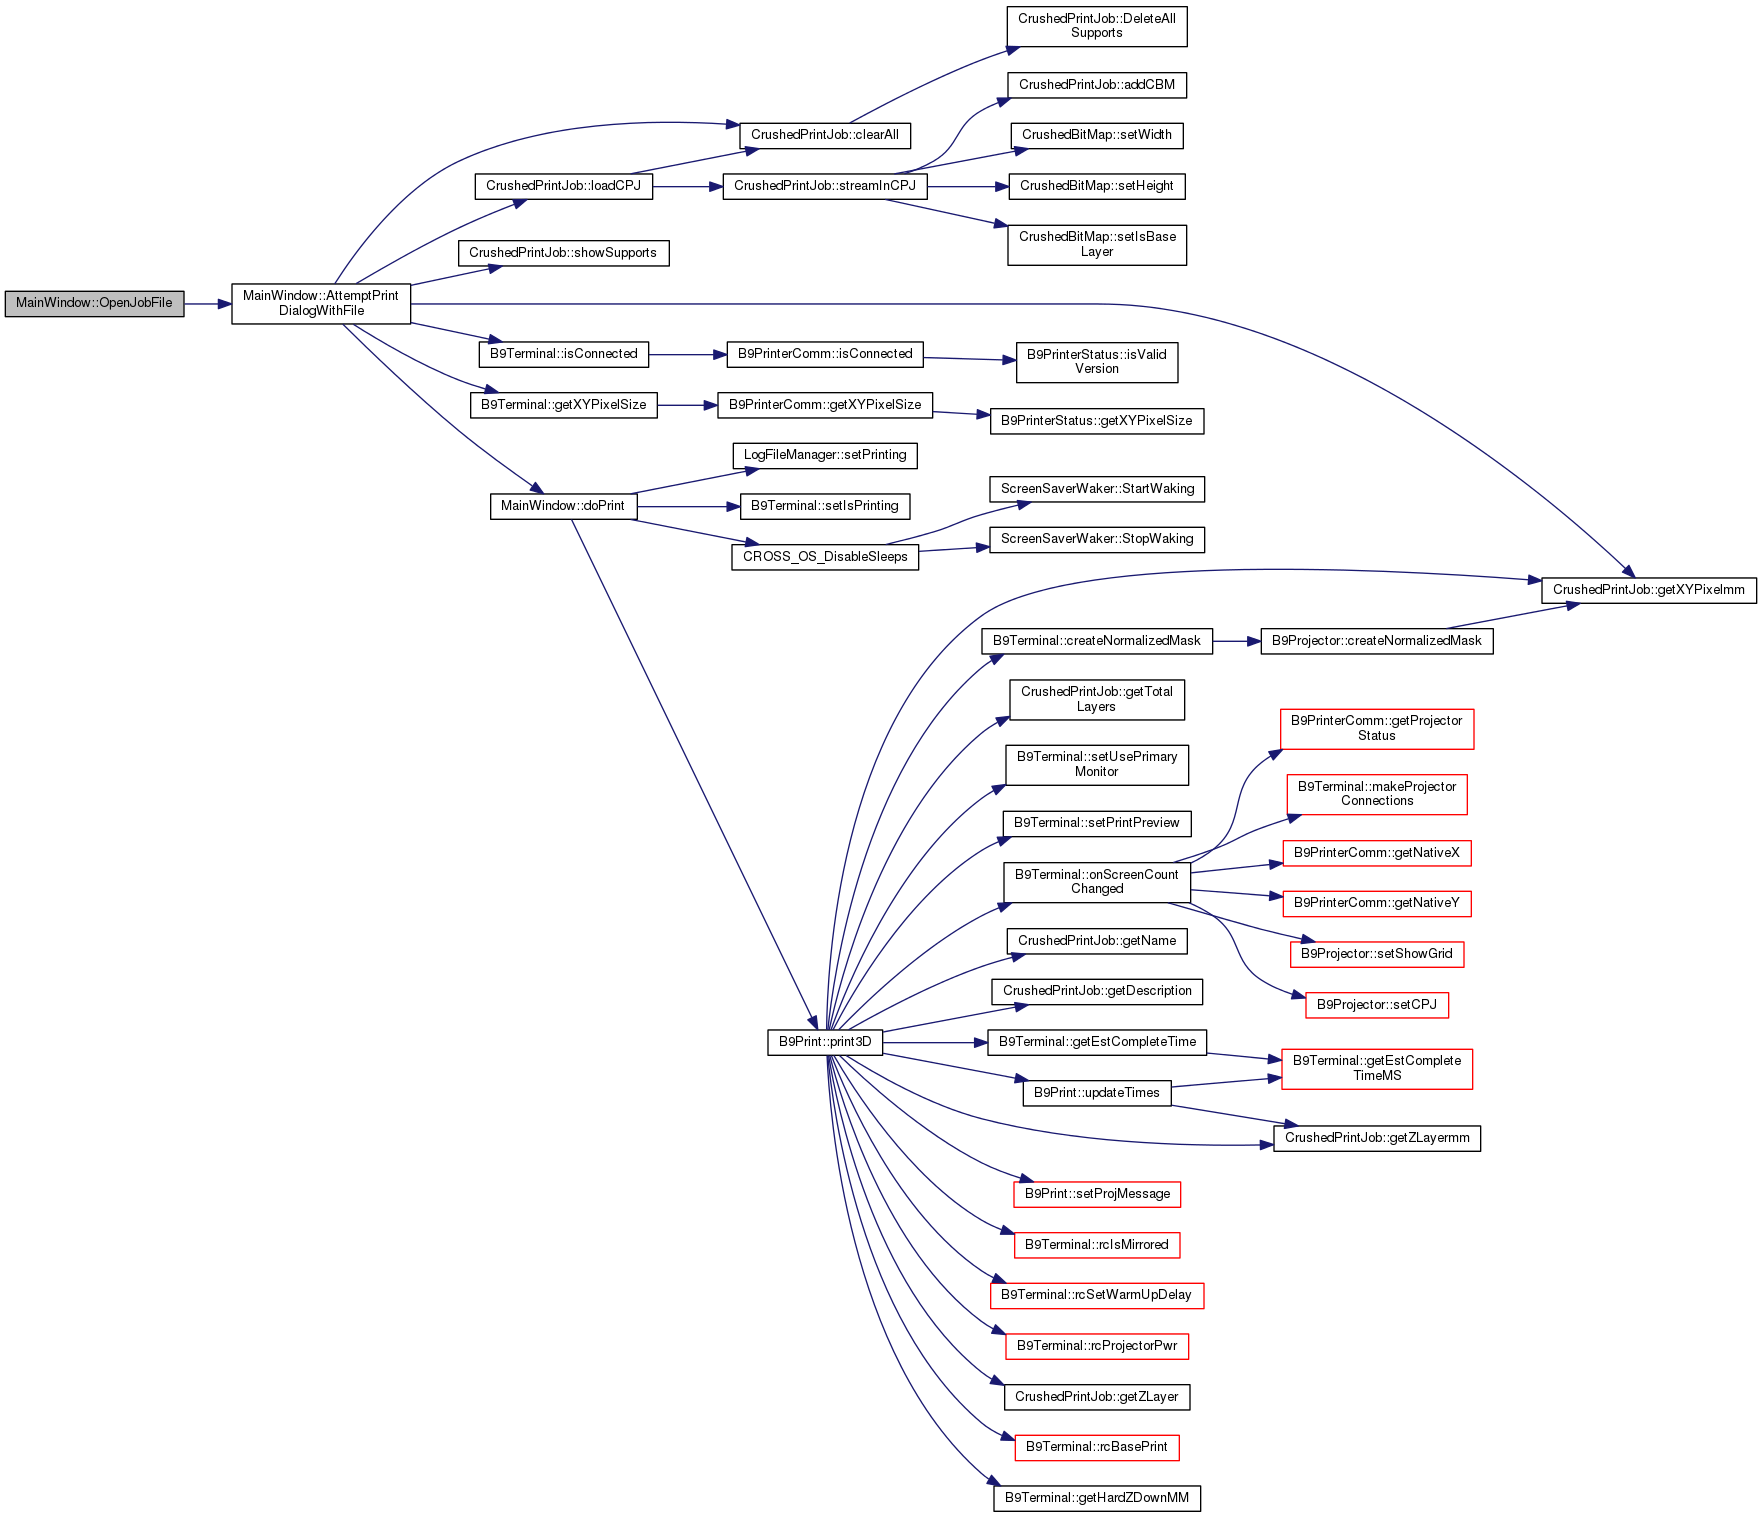 CrushedPrintJob::DeleteAll
Supports
CrushedPrintJob::addCBM
CrushedPrintJob::clearAll
CrushedBitMap::setWidth
CrushedPrintJob::loadCPJ
CrushedPrintJob::streamInCPJ
CrushedBitMap::setHeight
CrushedBitMap::setIsBase
Layer
CrushedPrintJob::showSupports
MainWindow::OpenJobFile
MainWindow::AttemptPrint
DialogWithFile
B9Terminal::isConnected
B9PrinterComm::isConnected
B9PrinterStatus::isValid
Version
B9Terminal::getXYPixelSize
B9PrinterComm::getXYPixelSize
B9PrinterStatus::getXYPixelSize
LogFileManager::setPrinting
MainWindow::doPrint
B9Terminal::setIsPrinting
ScreenSaverWaker::StartWaking
CROSS_OS_DisableSleeps
ScreenSaverWaker::StopWaking
CrushedPrintJob::getXYPixelmm
B9Terminal::createNormalizedMask
B9Projector::createNormalizedMask
CrushedPrintJob::getTotal
Layers
B9PrinterComm::getProjector
Status
B9Terminal::setUsePrimary
Monitor
B9Terminal::makeProjector
Connections
B9Terminal::setPrintPreview
B9PrinterComm::getNativeX
B9Terminal::onScreenCount
Changed
B9PrinterComm::getNativeY
CrushedPrintJob::getName
B9Projector::setShowGrid
CrushedPrintJob::getDescription
B9Projector::setCPJ
B9Print::print3D
B9Terminal::getEstCompleteTime
B9Terminal::getEstComplete
TimeMS
B9Print::updateTimes
CrushedPrintJob::getZLayermm
B9Print::setProjMessage
B9Terminal::rcIsMirrored
B9Terminal::rcSetWarmUpDelay
B9Terminal::rcProjectorPwr
CrushedPrintJob::getZLayer
B9Terminal::rcBasePrint
B9Terminal::getHardZDownMM